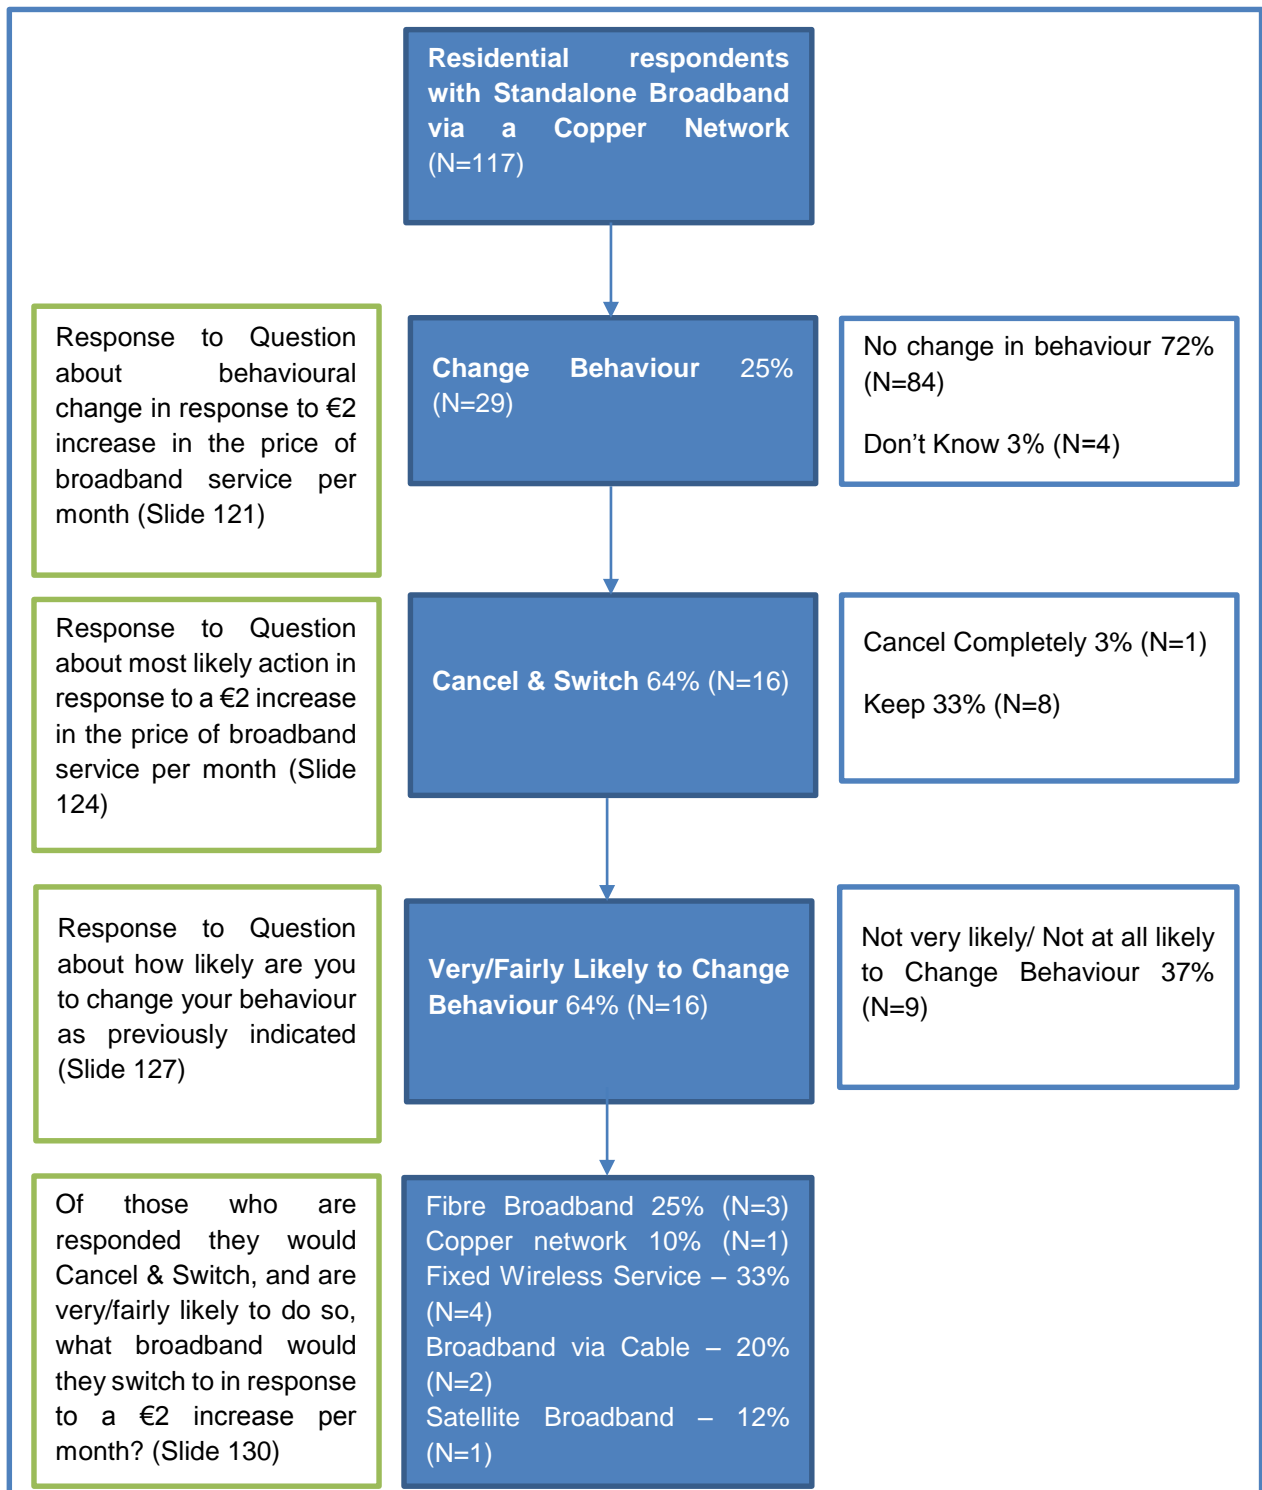 Residential respondents
with Standalone Broadband
via a Copper Network
(N=117)
Response to Question
about behavioural
change in response to €2
increase in the price of
broadband service per
month (Slide 121)
Change Behaviour 25%
(N=29)
No change in behaviour 72%
(N=84)
Don’t Know 3% (N=4)
Response to Question
about most likely action in
response to a €2 increase
in the price of broadband
service per month (Slide
124)
Cancel & Switch 64% (N=16)
Cancel Completely 3% (N=1)
Keep 33% (N=8)
Response to Question
about how likely are you
to change your behaviour
as previously indicated
(Slide 127)
Very/Fairly Likely to Change
Behaviour 64% (N=16)
Not very likely/ Not at all likely
to Change Behaviour 37%
(N=9)
Of those who are
responded they would
Cancel & Switch, and are
very/fairly likely to do so,
what broadband would
they switch to in response
to a €2 increase per
month? (Slide 130)
Fibre Broadband 25% (N=3)
Copper network 10% (N=1)
Fixed Wireless Service – 33%
(N=4)
Broadband via Cable – 20%
(N=2)
Satellite Broadband – 12%
(N=1)